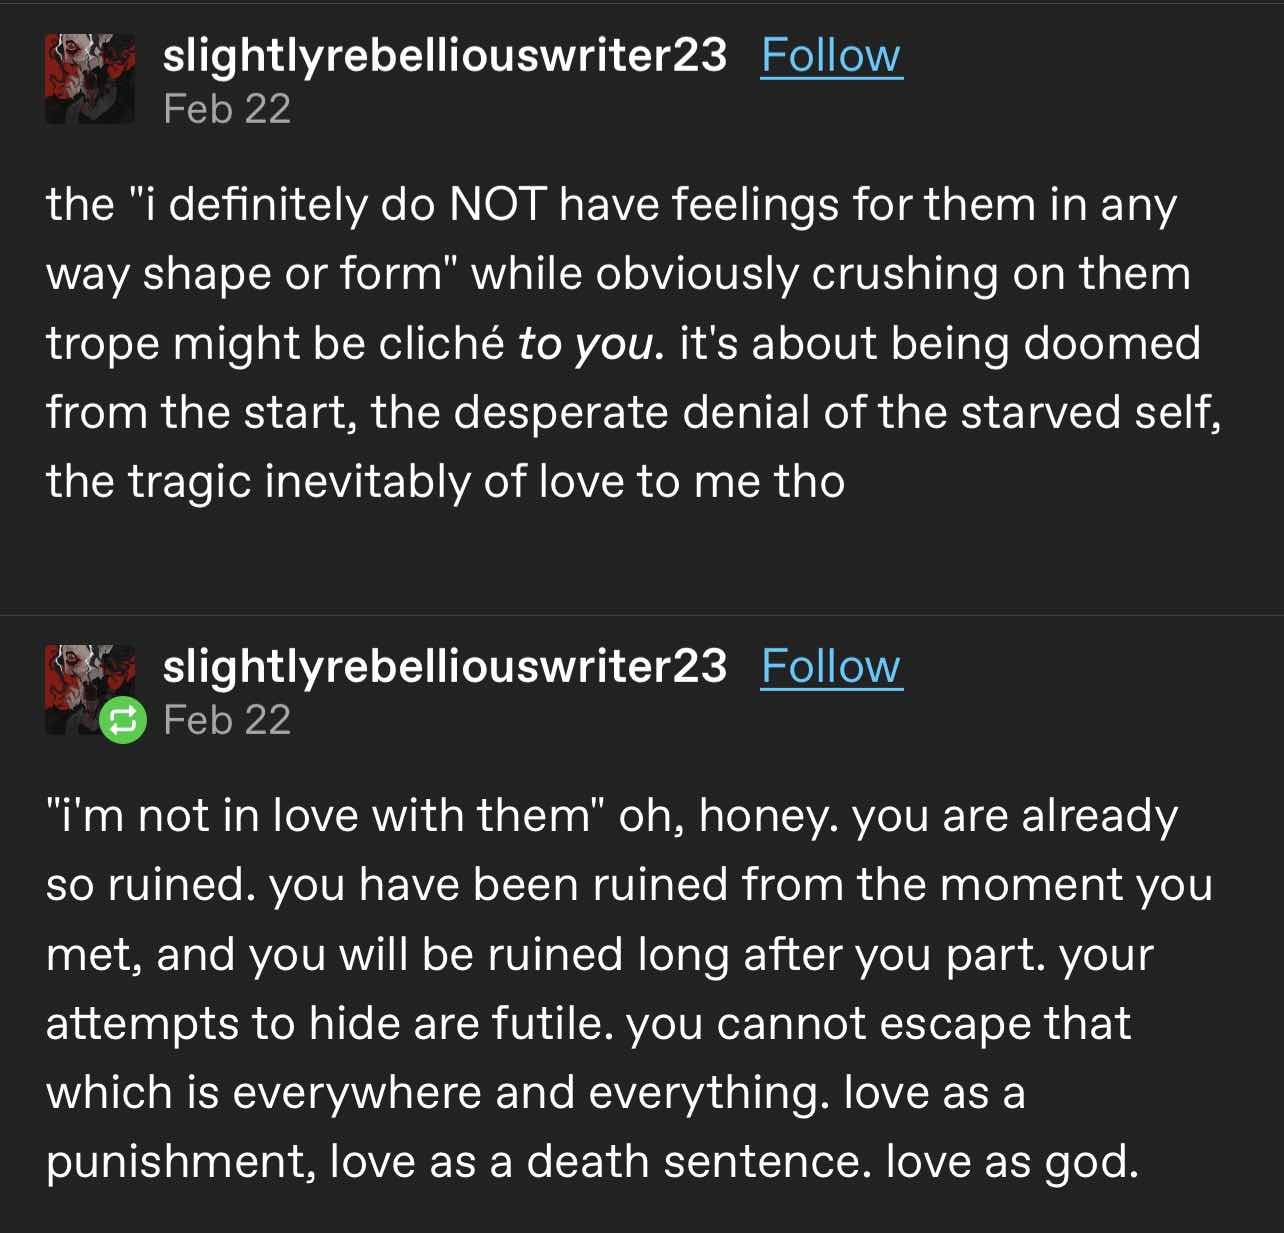 slightlyrebelliouswriter23 Follow
Feb 22
the "i definitely do NOT have feelings for them in any
way shape or form" while obviously crushing on them
trope might be cliché to you. it's about being doomed
from the start, the desperate denial of the starved self,
the tragic inevitably of love to me tho
slightlyrebelliouswriter23 Follow
Feb 22
"i'm not in love with them" oh, honey. you are already
so ruined. you have been ruined from the moment you
met, and you will be ruined long after you part. your
attempts to hide are futile. you cannot escape that
which is everywhere and everything. love as a
punishment, love as a death sentence. love as god.